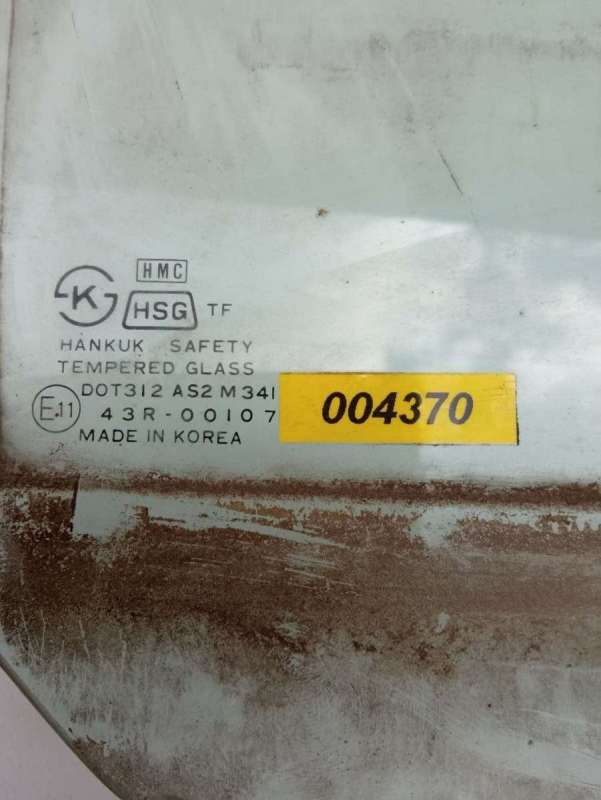 HMC
K HSG TF
HANKUK SAFETY
TEMPERED GLASS
DOT312 AS2 M341
E11 43R-00107
MADE IN KOREA
004370